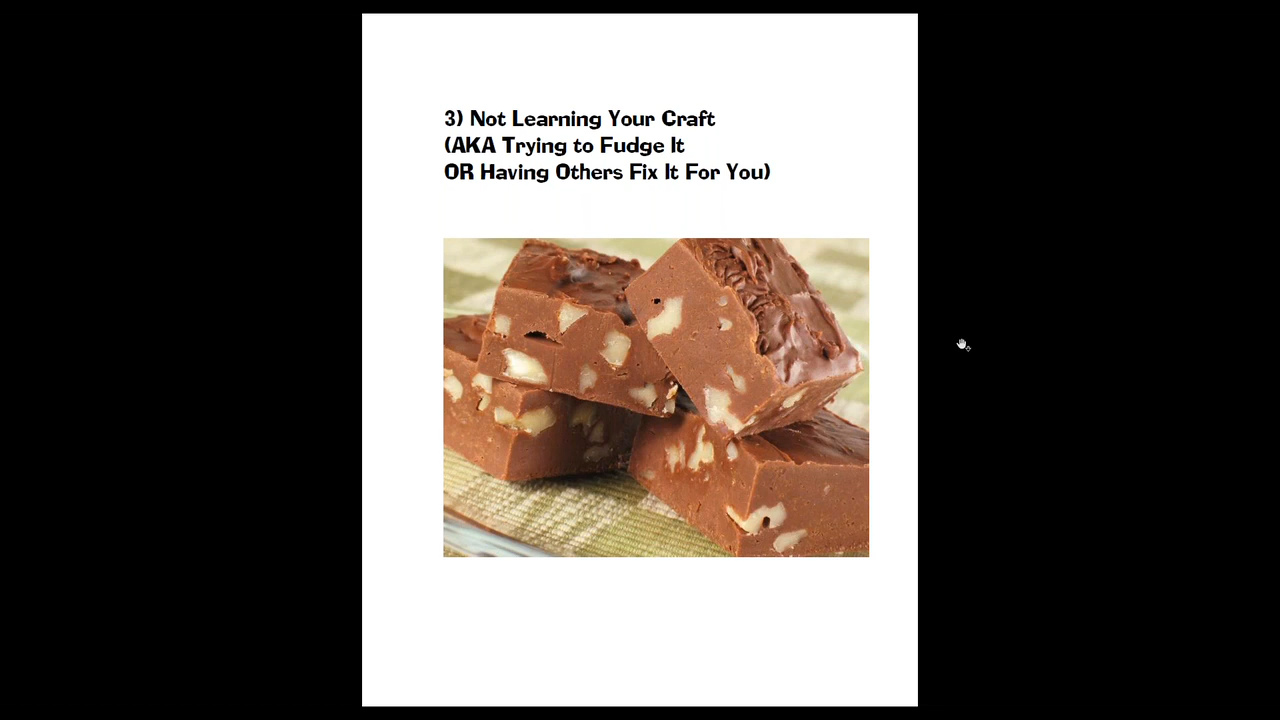 3) Not Learning Your Craft
(AKA Trying to Fudge It
OR Having Others Fix It For You)